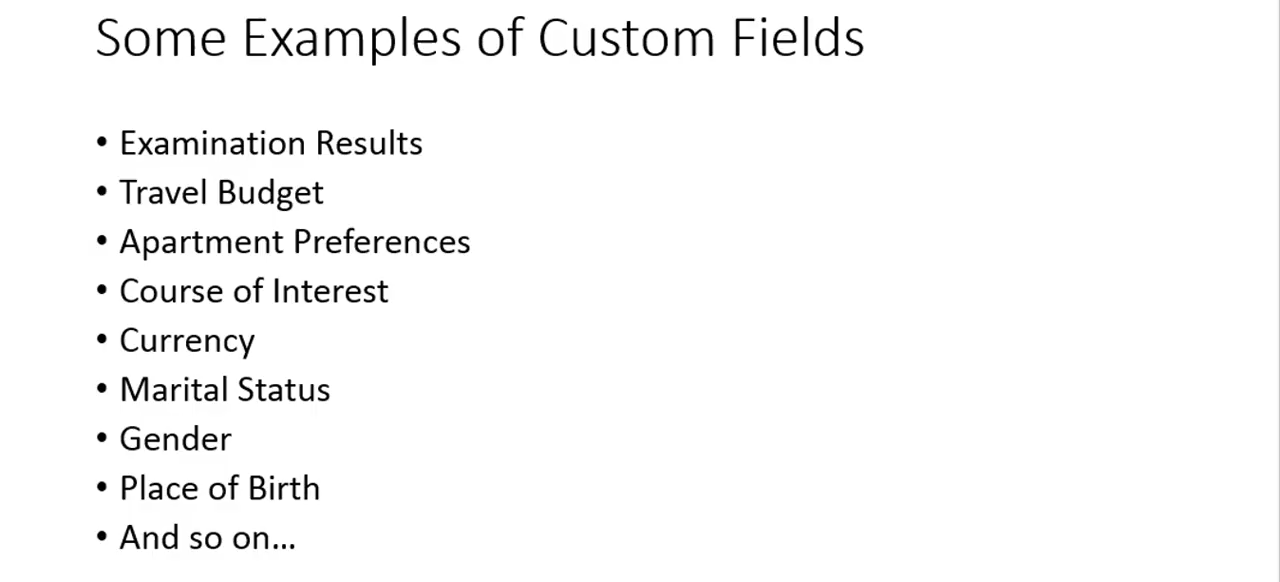 Some Examples of Custom Fields
• Examination Results
• Travel Budget
• Apartment Preferences
• Course of Interest
• Currency
• Marital Status
• Gender
• Place of Birth
• And so on...